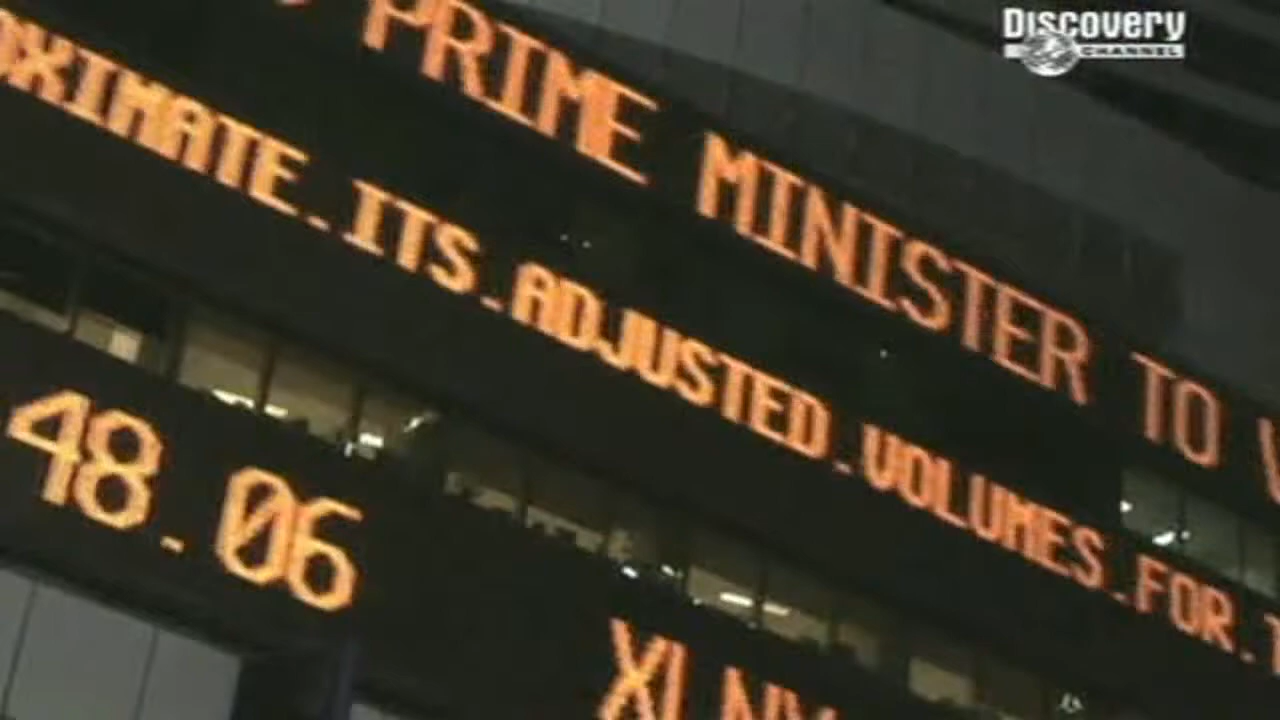 Discovery
CHANNEL
PRIME MINISTER TO
OXIMATE.ITS.ADJUSTED.VOLUMES.FOR.
48.06